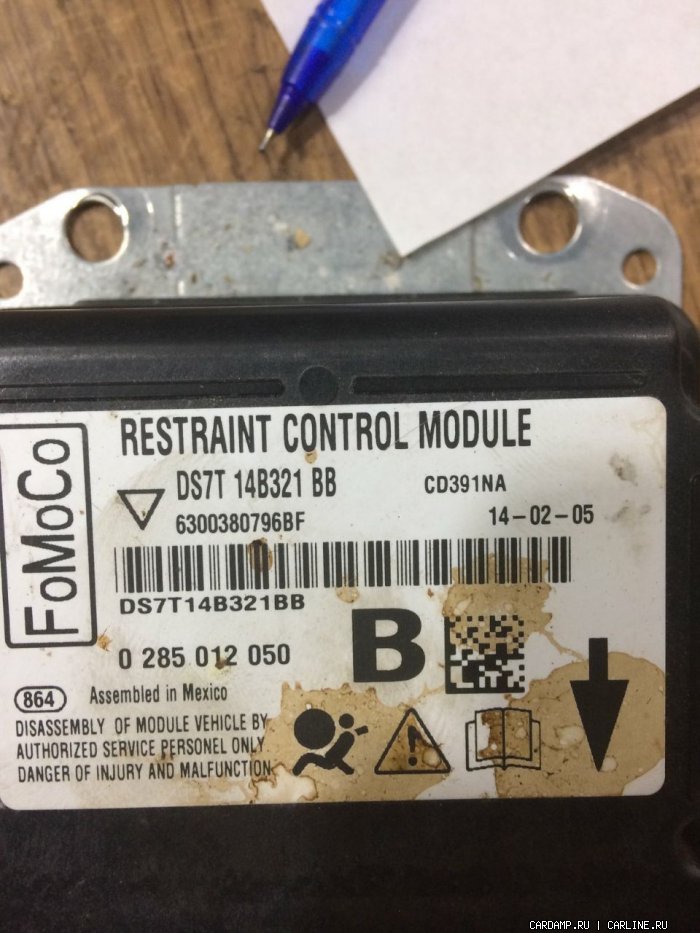 RESTRAINT CONTROL MODULE
FoMoCo
DS7T 14B321 BB
CD391NA
6300380796BF
14-02-05
DS7T14B321BB
0 285 012 050
B
864
Assembled in Mexico
DISASSEMBLY OF MODULE VEHICLE BY
AUTHORIZED SERVICE PERSONEL ONLY
DANGER OF INJURY AND MALFUNCTION
CARDAMP.RU | CARLINE.RU